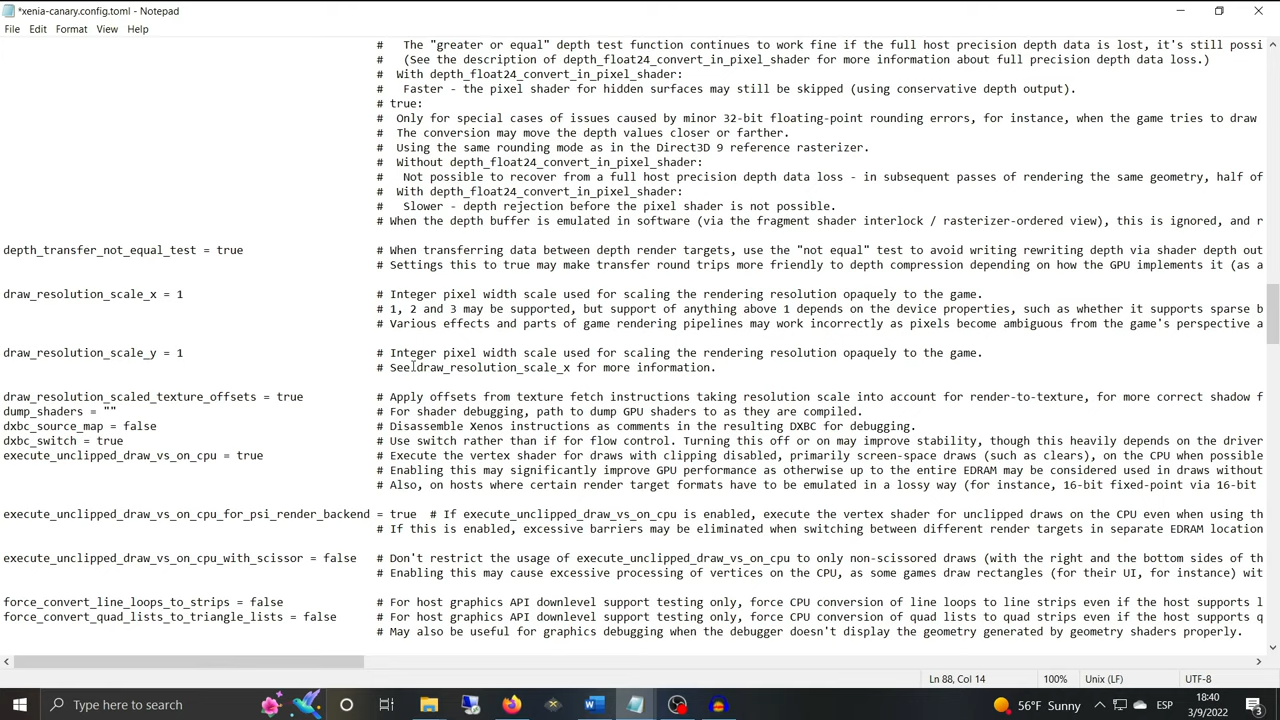 *xenia-canary.config.toml - Notepad
File Edit Format View Help
# The "greater or equal" depth test function continues to work fine if the full host precision depth data is lost, it's still possi
# (See the description of depth_float24_convert_in_pixel_shader for more information about full precision depth data loss.)
# With depth_float24_convert_in_pixel_shader:
# Faster - the pixel shader for hidden surfaces may still be skipped (using conservative depth output).
# true:
# Only for special cases of issues caused by minor 32-bit floating-point rounding errors, for instance, when the game tries to draw
# The conversion may move the depth values closer or farther.
# Using the same rounding mode as in the Direct3D 9 reference rasterizer.
# Without depth_float24_convert_in_pixel_shader:
# Not possible to recover from a full host precision depth data loss - in subsequent passes of rendering the same geometry, half of
# With depth_float24_convert_in_pixel_shader:
# Slower - depth rejection before the pixel shader is not possible.
# When the depth buffer is emulated in software (via the fragment shader interlock / rasterizer-ordered view), this is ignored, and r
depth_transfer_not_equal_test = true # When transferring data between depth render targets, use the "not equal" test to avoid writing rewriting depth via shader depth out
# Settings this to true may make transfer round trips more friendly to depth compression depending on how the GPU implements it (as a
draw_resolution_scale_x = 1 # Integer pixel width scale used for scaling the rendering resolution opaquely to the game.
# 1, 2 and 3 may be supported, but support of anything above 1 depends on the device properties, such as whether it supports sparse b
# Various effects and parts of game rendering pipelines may work incorrectly as pixels become ambiguous from the game's perspective a
draw_resolution_scale_y = 1 # Integer pixel width scale used for scaling the rendering resolution opaquely to the game.
# See draw_resolution_scale_x for more information.
draw_resolution_scaled_texture_offsets = true # Apply offsets from texture fetch instructions taking resolution scale into account for render-to-texture, for more correct shadow f
dump_shaders = "" # For shader debugging, path to dump GPU shaders to as they are compiled.
dxbc_source_map = false # Disassemble Xenos instructions as comments in the resulting DXBC for debugging.
dxbc_switch = true # Use switch rather than if for flow control. Turning this off or on may improve stability, though this heavily depends on the driver
execute_unclipped_draw_vs_on_cpu = true # Execute the vertex shader for draws with clipping disabled, primarily screen-space draws (such as clears), on the CPU when possible
# Enabling this may significantly improve GPU performance as otherwise up to the entire EDRAM may be considered used in draws without
# Also, on hosts where certain render target formats have to be emulated in a lossy way (for instance, 16-bit fixed-point via 16-bit
execute_unclipped_draw_vs_on_cpu_for_psi_render_backend = true # If execute_unclipped_draw_vs_on_cpu is enabled, execute the vertex shader for unclipped draws on the CPU even when using th
# If this is enabled, excessive barriers may be eliminated when switching between different render targets in separate EDRAM location
execute_unclipped_draw_vs_on_cpu_with_scissor = false # Don't restrict the usage of execute_unclipped_draw_vs_on_cpu to only non-scissored draws (with the right and the bottom sides of th
# Enabling this may cause excessive processing of vertices on the CPU, as some games draw rectangles (for their UI, for instance) wit
force_convert_line_loops_to_strips = false # For host graphics API downlevel support testing only, force CPU conversion of line loops to line strips even if the host supports l
force_convert_quad_lists_to_triangle_lists = false # For host graphics API downlevel support testing only, force CPU conversion of quad lists to quad strips even if the host supports q
# May also be useful for graphics debugging when the debugger doesn't display the geometry generated by geometry shaders properly.
Ln 88, Col 14 100% Unix (LF) UTF-8
Type here to search 56°F Sunny ESP 18:40
3/9/2022 3